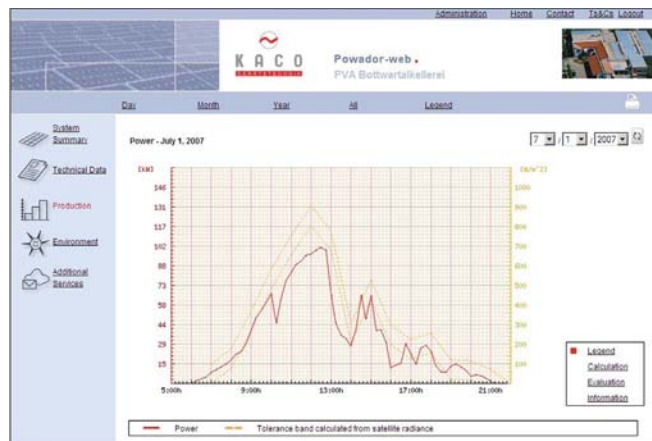 Administration Home Contact Ts&Cs Logout
KACO
GERÄTETECHNIK
Powador-web.
PVA Bottwartalkellerei
Day Month Year All Legend
System
Summary
Technical Data
Production
Environment
Additional
Services
Power - July 1, 2007
7 / 1 / 2007
[kW]
146
131
117
102
88
73
58
44
29
15
[W/m^2]
1000
900
800
700
600
500
400
300
200
100
5:00h 9:00h 13:00h 17:00h 21:00h
Legend
Calculation
Evaluation
Information
Power Tolerance band calculated from satellite radiance